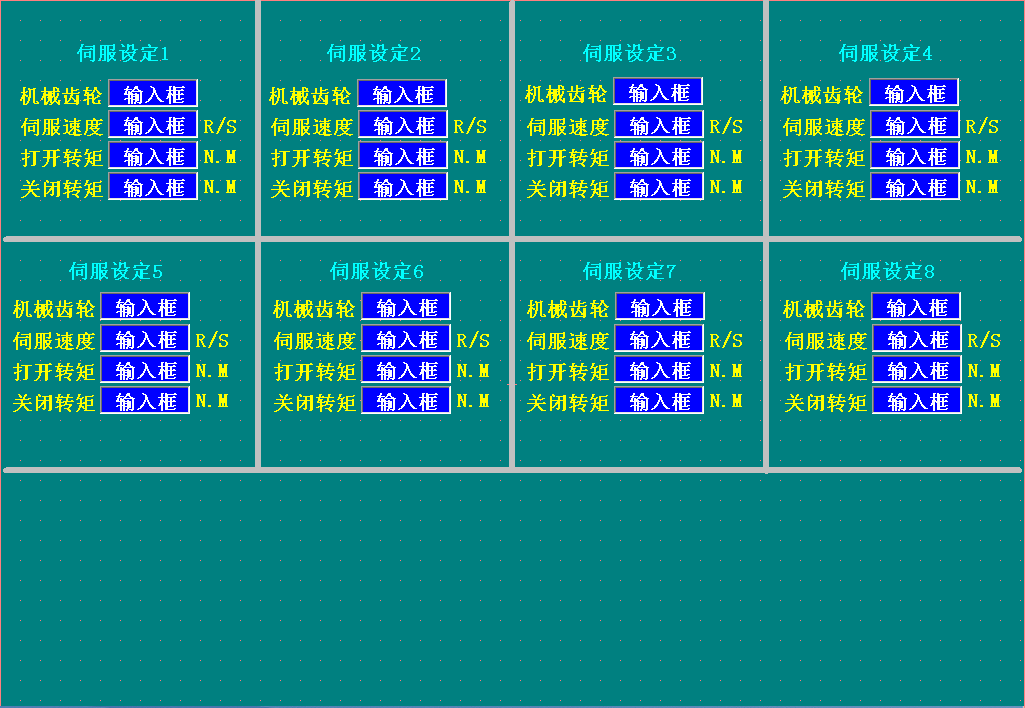 伺服设定1
机械齿轮 输入框
伺服速度 输入框 R/S
打开转矩 输入框 N.M
关闭转矩 输入框 N.M
伺服设定2
机械齿轮 输入框
伺服速度 输入框 R/S
打开转矩 输入框 N.M
关闭转矩 输入框 N.M
伺服设定3
机械齿轮 输入框
伺服速度 输入框 R/S
打开转矩 输入框 N.M
关闭转矩 输入框 N.M
伺服设定4
机械齿轮 输入框
伺服速度 输入框 R/S
打开转矩 输入框 N.M
关闭转矩 输入框 N.M
伺服设定5
机械齿轮 输入框
伺服速度 输入框 R/S
打开转矩 输入框 N.M
关闭转矩 输入框 N.M
伺服设定6
机械齿轮 输入框
伺服速度 输入框 R/S
打开转矩 输入框 N.M
关闭转矩 输入框 N.M
伺服设定7
机械齿轮 输入框
伺服速度 输入框 R/S
打开转矩 输入框 N.M
关闭转矩 输入框 N.M
伺服设定8
机械齿轮 输入框
伺服速度 输入框 R/S
打开转矩 输入框 N.M
关闭转矩 输入框 N.M